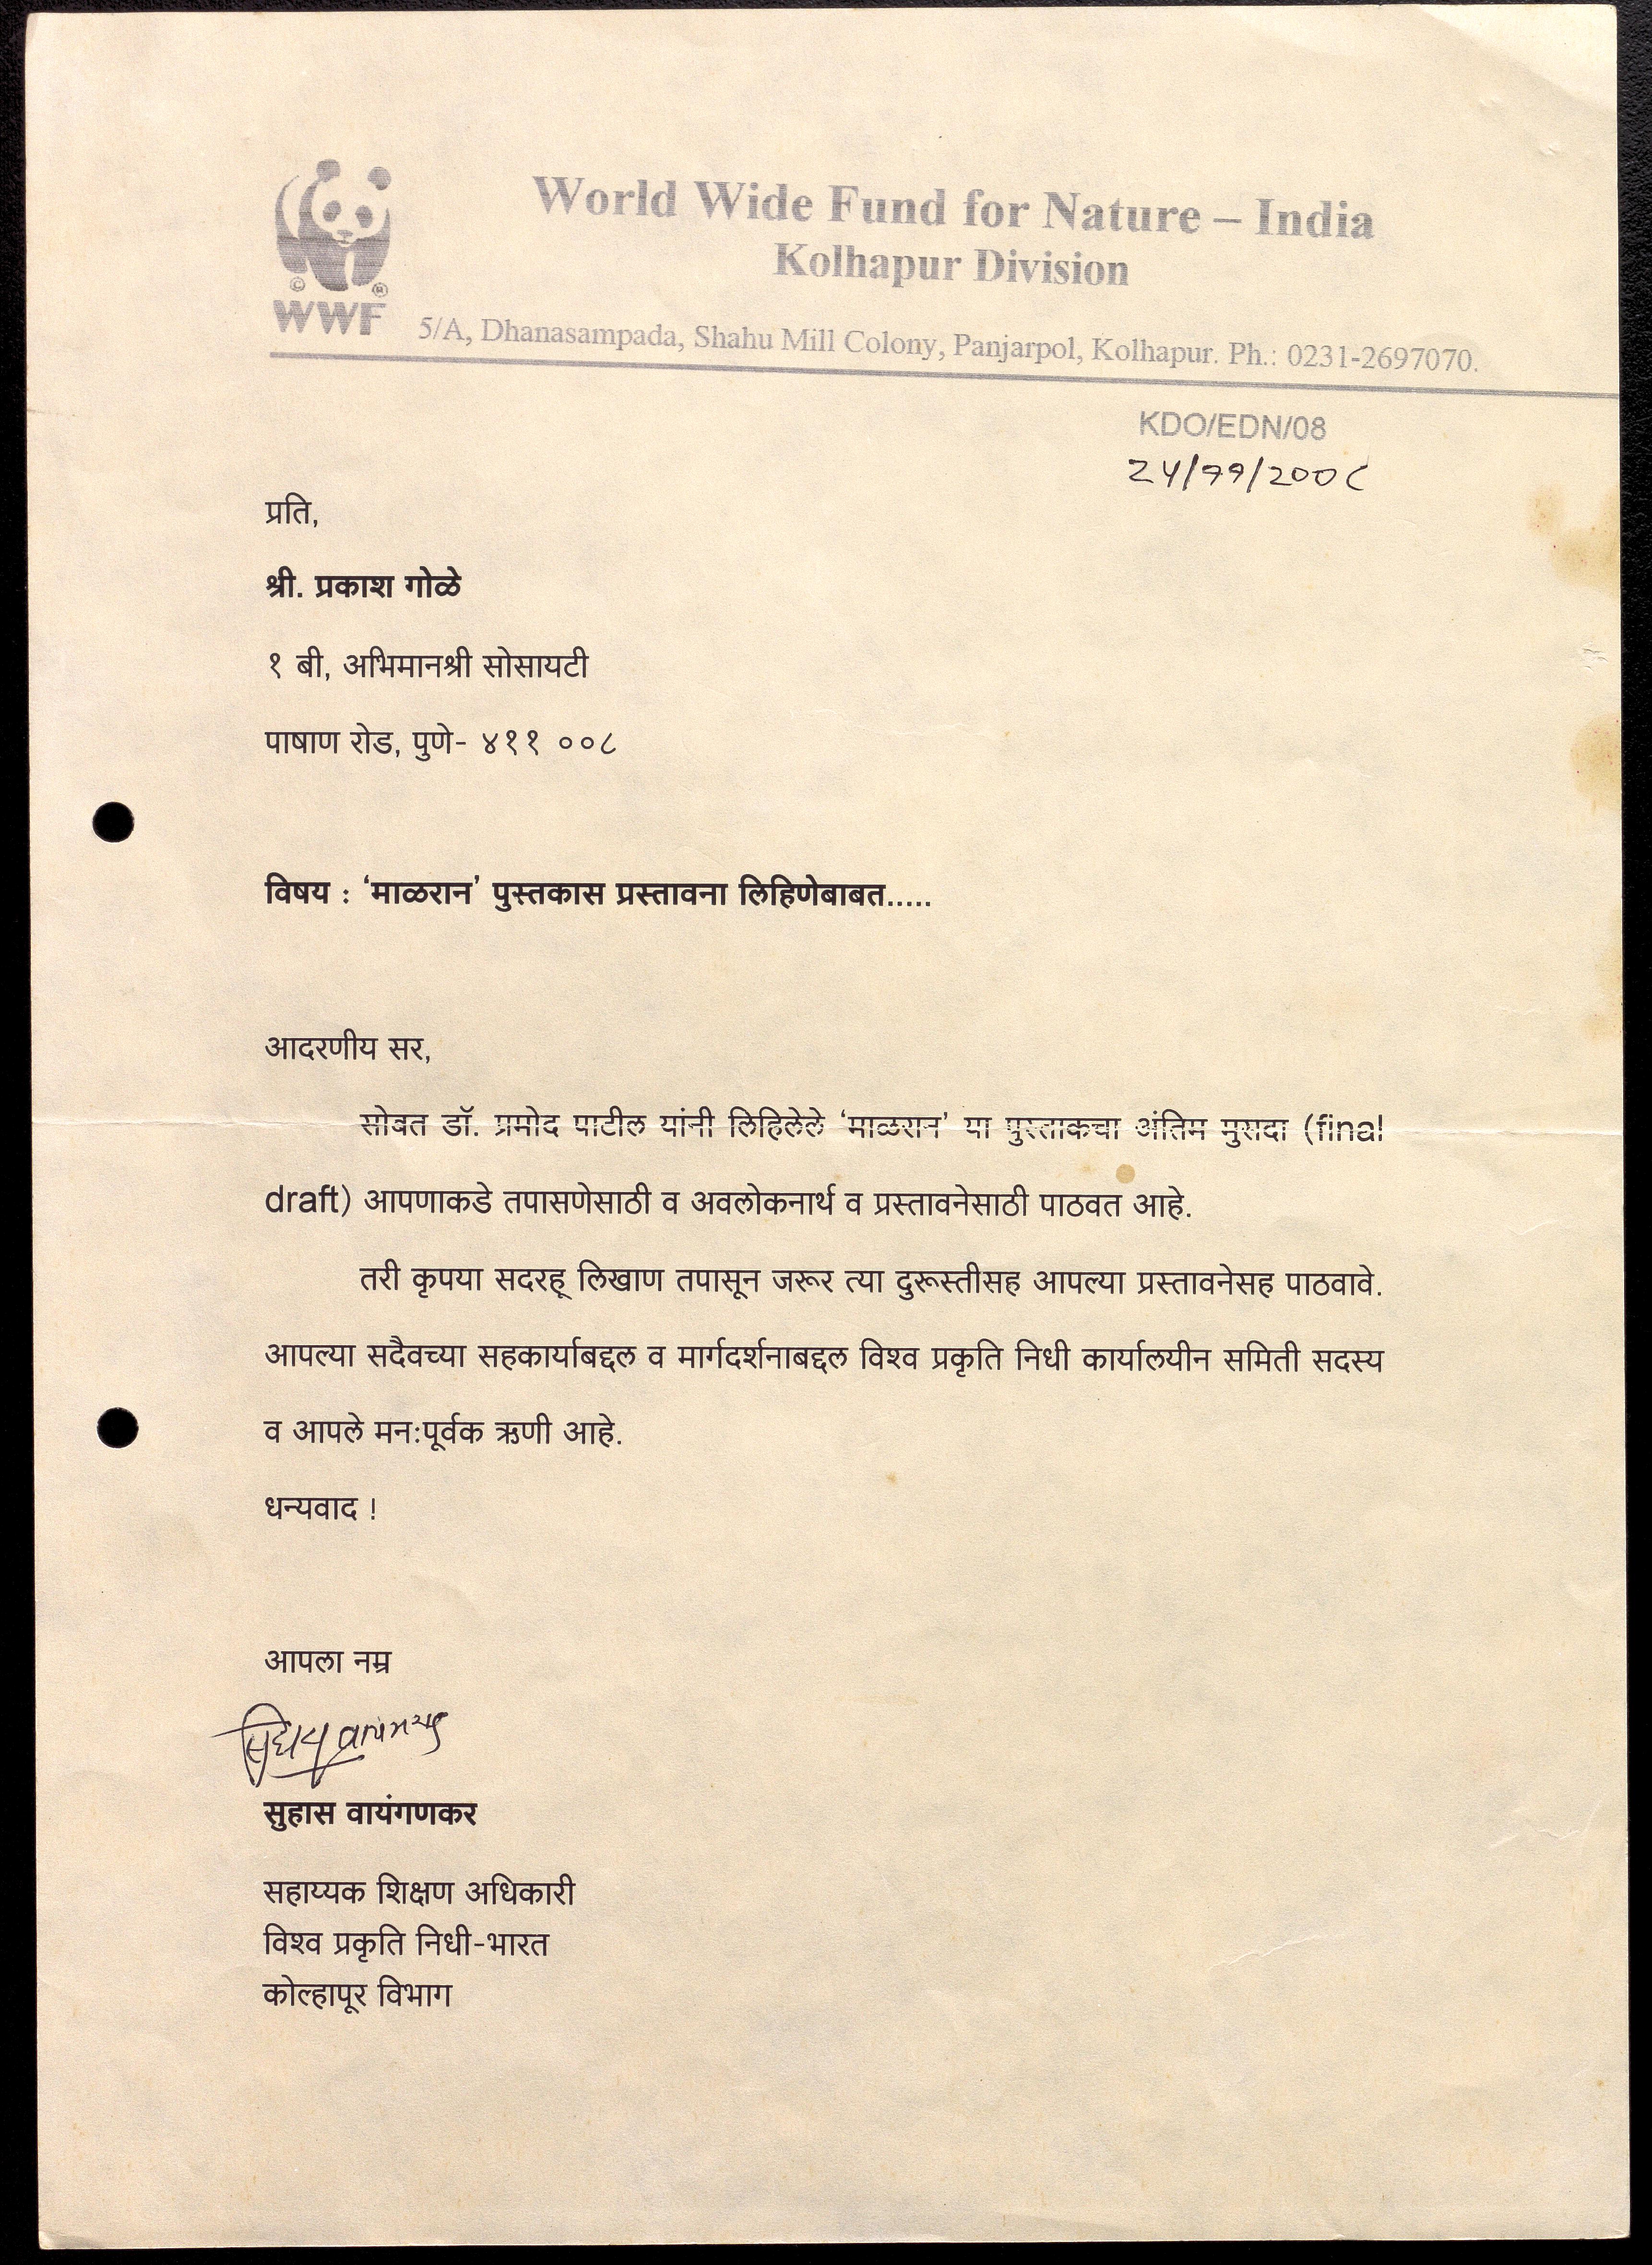 World Wide Fund for Nature – India
Kolhapur Division
WWF
5/A, Dhanasampada, Shahu Mill Colony, Panjarpol, Kolhapur. Ph.: 0231-2697070.
KDO/EDN/08
२५/११/२००८
प्रति,
श्री. प्रकाश गोळे
१ बी, अभिमानश्री सोसायटी
पाषाण रोड, पुणे- ४११ ००८
विषय : ‘माळरान’ पुस्तकास प्रस्तावना लिहिणेबाबत.....
आदरणीय सर,
सोबत डॉ. प्रमोद पाटील यांनी लिहिलेले ‘माळरान’ या पुस्ताकचा अंतिम मुसदा (final
draft) आपणाकडे तपासणेसाठी व अवलोकनार्थ व प्रस्तावनेसाठी पाठवत आहे.
तरी कृपया सदरहू लिखाण तपासून जरूर त्या दुरूस्तीसह आपल्या प्रस्तावनेसह पाठवावे.
आपल्या सदैवच्या सहकार्याबद्दल व मार्गदर्शनाबद्दल विश्व प्रकृति निधी कार्यालयीन समिती सदस्य
व आपले मन:पूर्वक ऋणी आहे.
धन्यवाद !
आपला नम्र
सुहास वायंगणकर
सहाय्यक शिक्षण अधिकारी
विश्व प्रकृति निधी-भारत
कोल्हापूर विभाग